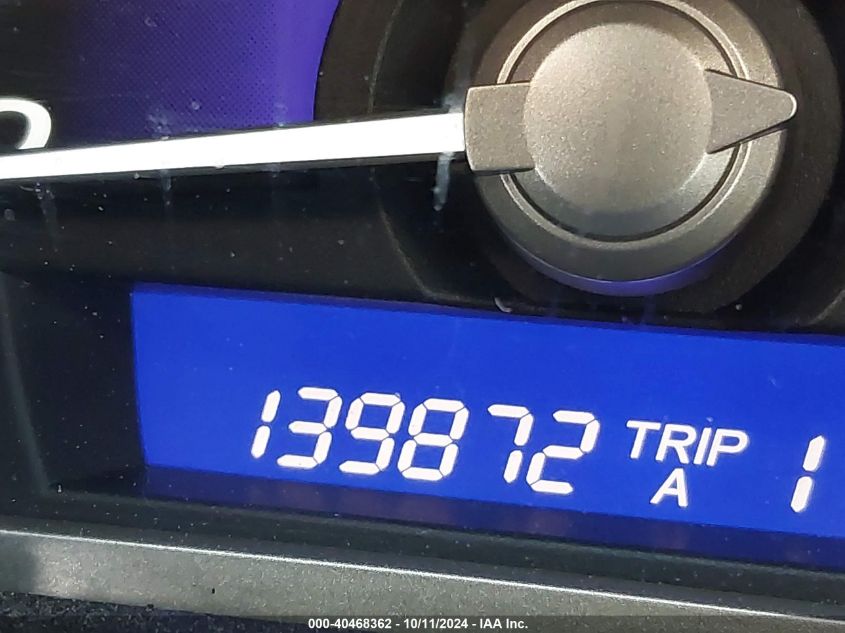 139872 TRIP 1
A
000-40468362 - 10/11/2024 - IAA Inc.